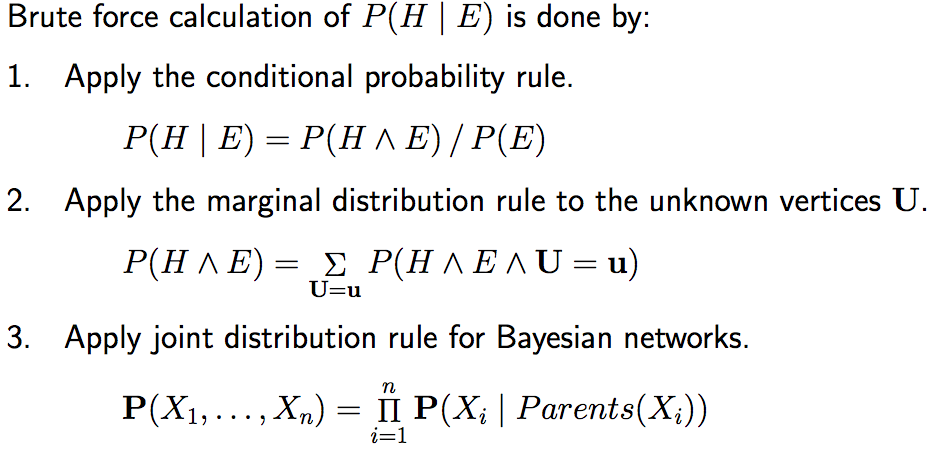 Brute force calculation of P(H | E) is done by:
1. Apply the conditional probability rule.
P(H | E) = P(H ∧ E) / P(E)
2. Apply the marginal distribution rule to the unknown vertices U.
P(H ∧ E) = Σ P(H ∧ E ∧ U = u)
U=u
3. Apply joint distribution rule for Bayesian networks.
n
P(X₁, . . . , Xₙ) = Π P(Xᵢ | Parents(Xᵢ))
i=1